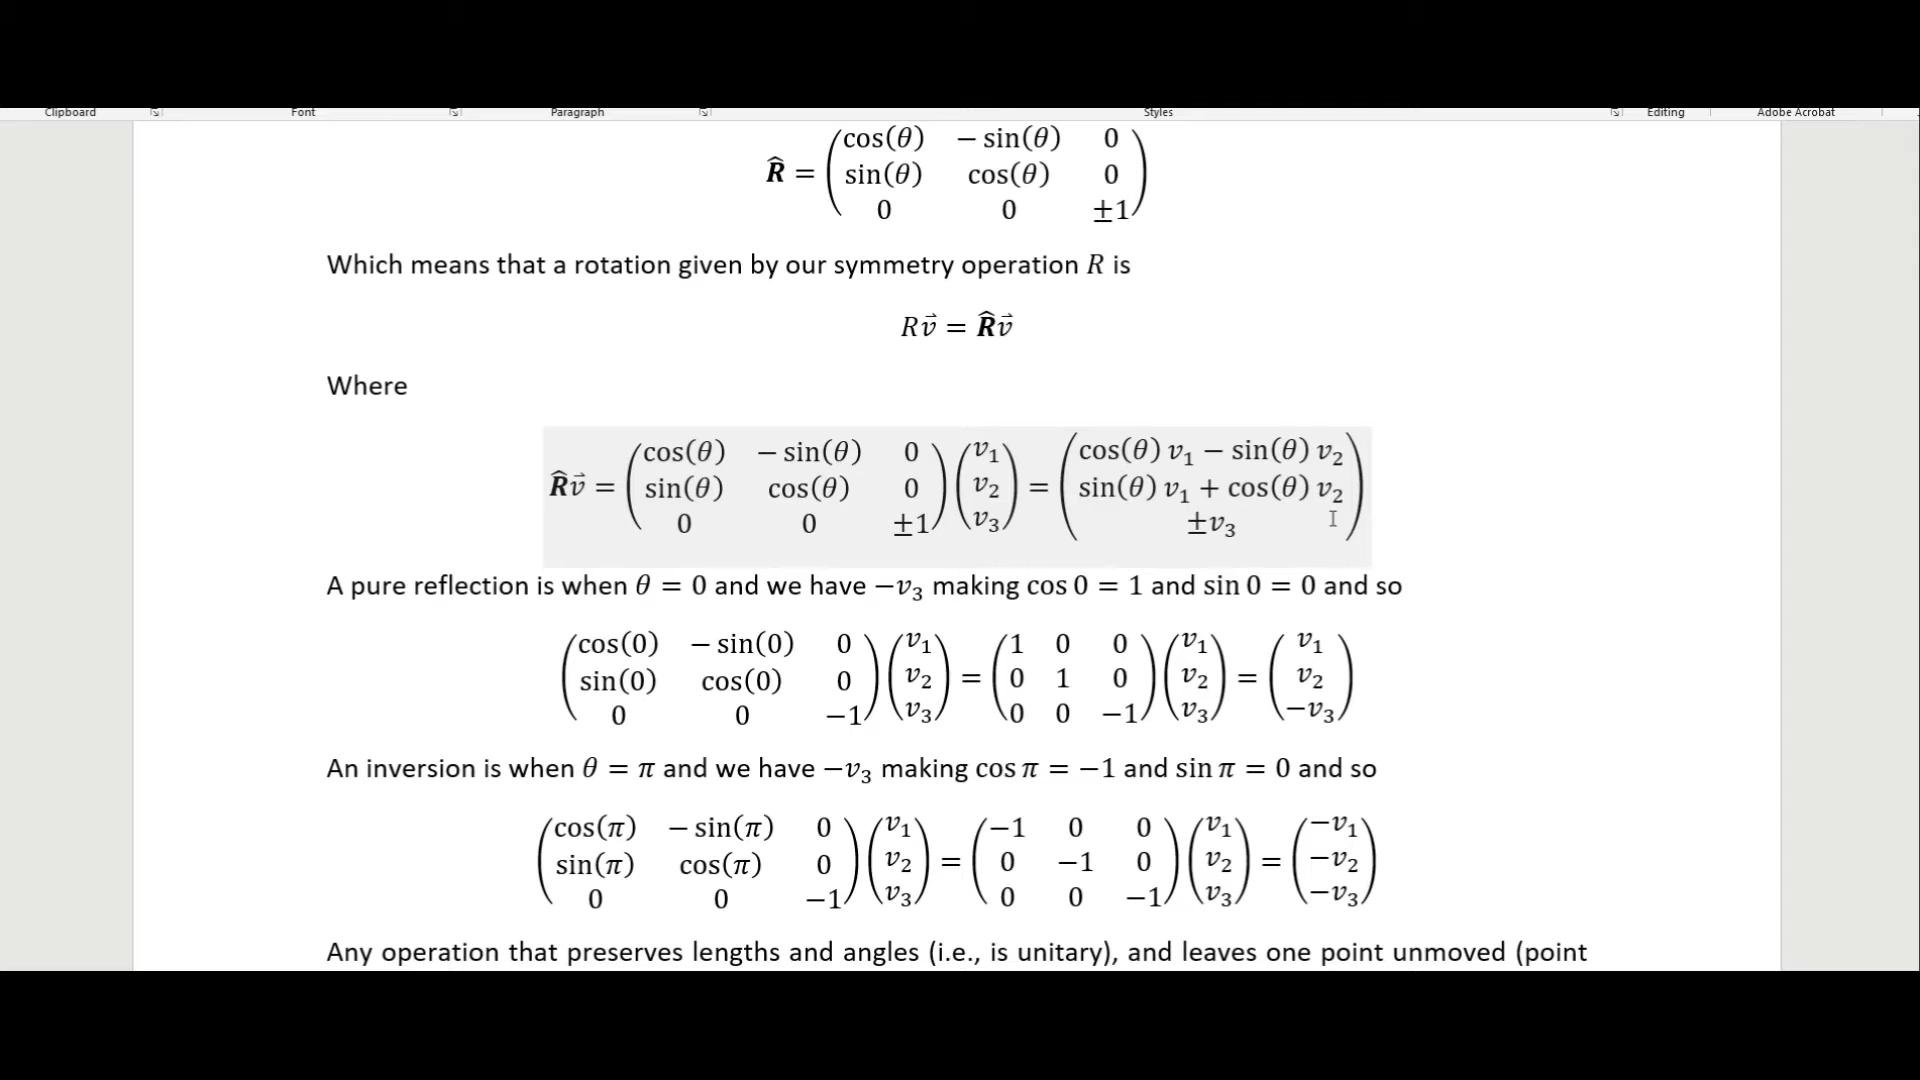 Clipboard Font Paragraph Styles Editing Adobe Acrobat
R̂ = (cos(θ) − sin(θ) 0
sin(θ) cos(θ) 0
0 0 ±1)
Which means that a rotation given by our symmetry operation R is
Rv⃗ = R̂v⃗
Where
R̂v⃗ = (cos(θ) − sin(θ) 0 (v₁ (cos(θ) v₁ − sin(θ) v₂
sin(θ) cos(θ) 0 v₂ = sin(θ) v₁ + cos(θ) v₂
0 0 ±1) v₃) ±v₃)
A pure reflection is when θ = 0 and we have −v₃ making cos 0 = 1 and sin 0 = 0 and so
(cos(0) − sin(0) 0 (v₁ (1 0 0 (v₁ (v₁
sin(0) cos(0) 0 v₂ = 0 1 0 v₂ = v₂
0 0 −1) v₃) 0 0 −1) v₃) −v₃)
An inversion is when θ = π and we have −v₃ making cos π = −1 and sin π = 0 and so
(cos(π) − sin(π) 0 (v₁ (−1 0 0 (v₁ (−v₁
sin(π) cos(π) 0 v₂ = 0 −1 0 v₂ = −v₂
0 0 −1) v₃) 0 0 −1) v₃) −v₃)
Any operation that preserves lengths and angles (i.e., is unitary), and leaves one point unmoved (point